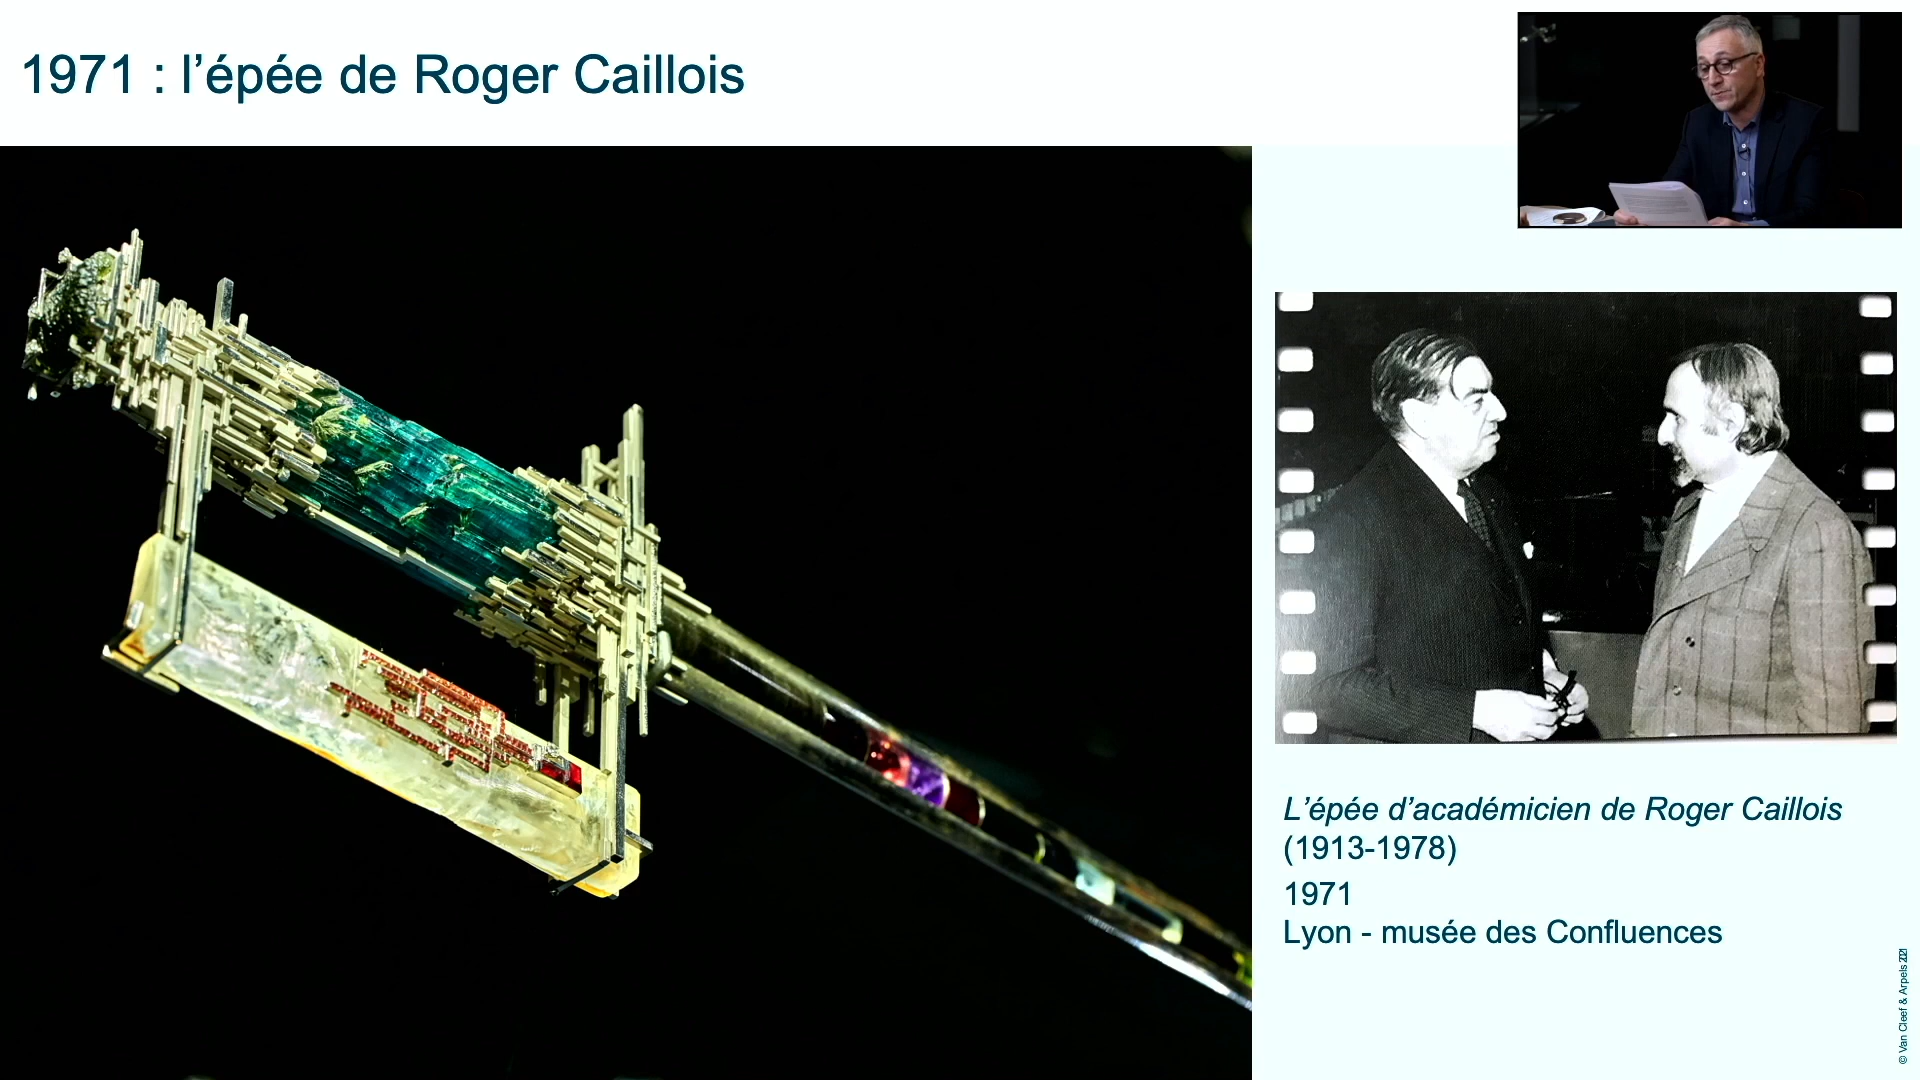 1971 : l’épée de Roger Caillois
L’épée d’académicien de Roger Caillois
(1913-1978)
1971
Lyon - musée des Confluences
© Van Cleef & Arpels